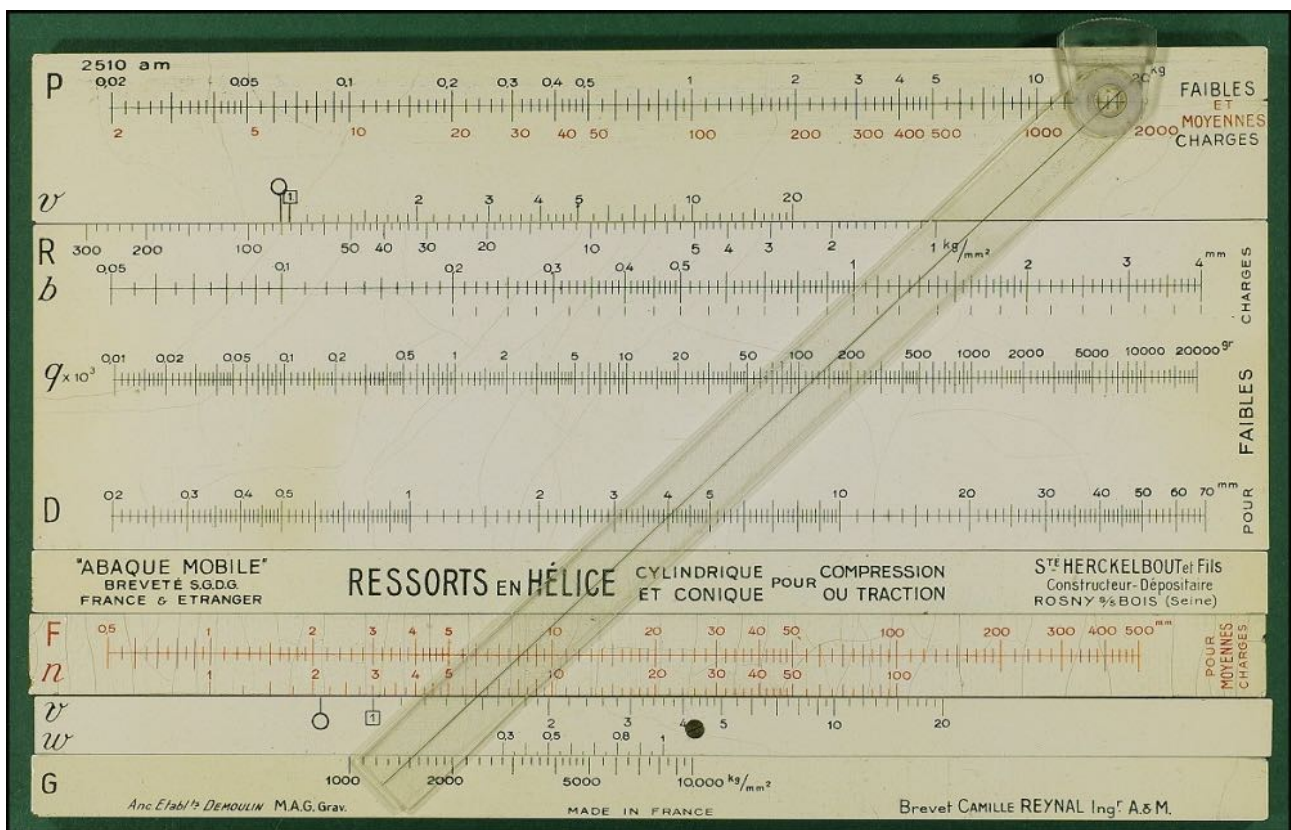 2510 am
P 0,02 0,05 0,1 0,2 0,3 0,4 0,5 1 2 3 4 5 10 20 kg
2 5 10 20 30 40 50 100 200 300 400 500 1000 2000
FAIBLES
ET
MOYENNES
CHARGES
v 1 2 3 4 5 10 20
R 300 200 100 50 40 30 20 10 5 4 3 2 1 kg/mm²
b 0,05 0,1 0,2 0,3 0,4 0,5 1 2 3 4 mm
q x 10³ 0,01 0,02 0,05 0,1 0,2 0,5 1 2 5 10 20 50 100 200 500 1000 2000 5000 10000 20000 gr
D 0,2 0,3 0,4 0,5 1 2 3 4 5 10 20 30 40 50 60 70 mm
POUR FAIBLES CHARGES
"ABAQUE MOBILE"
BREVETÉ S.G.D.G.
FRANCE & ETRANGER
RESSORTS EN HÉLICE CYLINDRIQUE ET CONIQUE POUR COMPRESSION OU TRACTION
STE HERCKELBOUT et Fils
Constructeur-Dépositaire
ROSNY s/s BOIS (Seine)
F 0,5 1 2 3 4 5 10 20 30 40 50 100 200 300 400 500 mm
n 1 2 3 4 5 10 20 30 40 50 100
POUR
MOYENNES
CHARGES
v 1 2 3 4 5 10 20
w 0,3 0,5 0,8 1
G 1000 2000 5000 10.000 kg/mm²
Anc. Etablts DEMOULIN M.A.G. Grav.
MADE IN FRANCE
Brevet CAMILLE REYNAL Ingr A.& M.